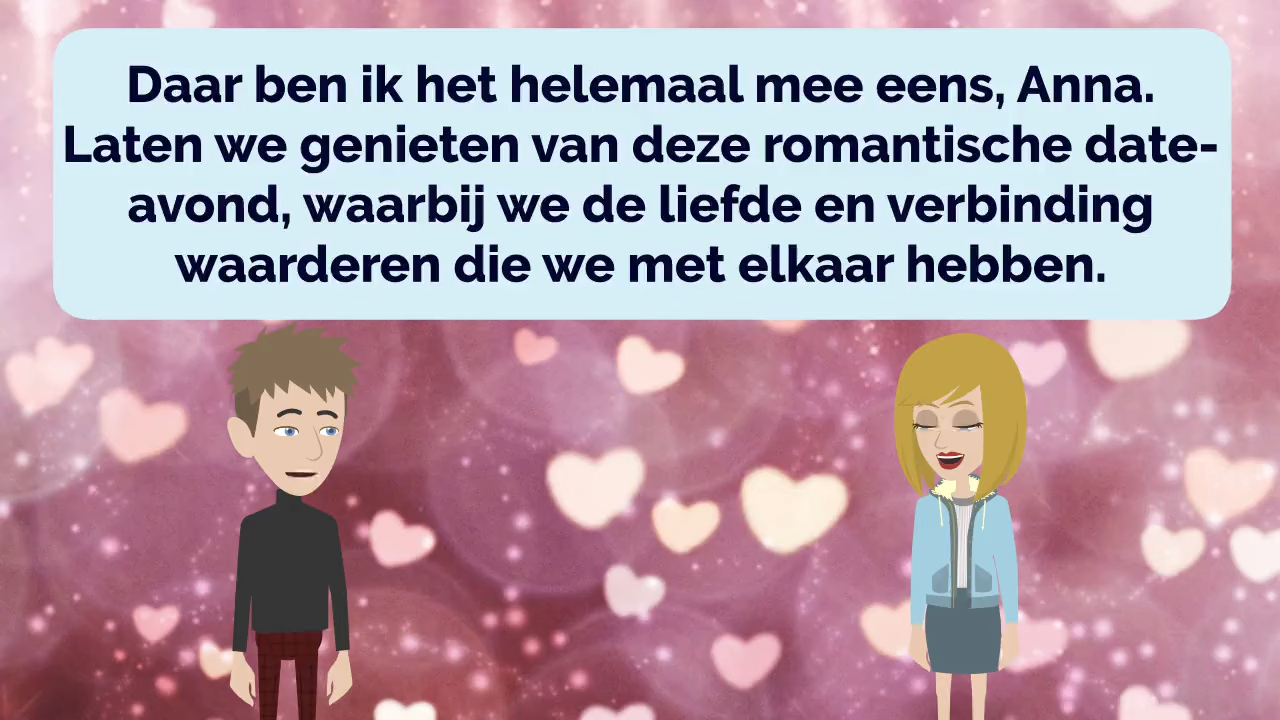 Daar ben ik het helemaal mee eens, Anna.
Laten we genieten van deze romantische date-
avond, waarbij we de liefde en verbinding
waarderen die we met elkaar hebben.